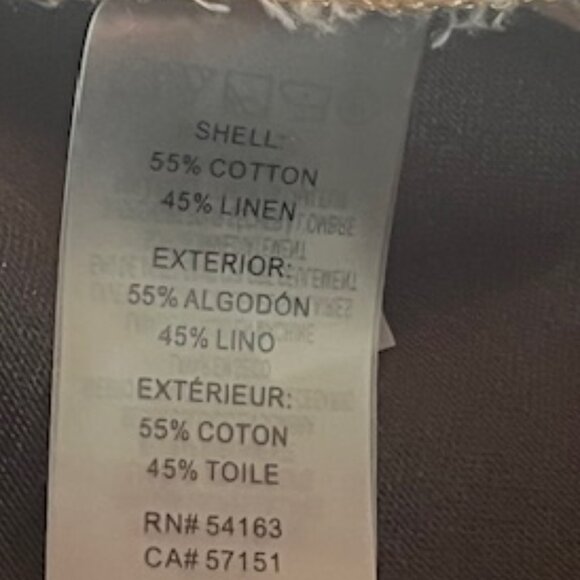 SHELL:
55% COTTON
45% LINEN
EXTERIOR:
55% ALGODÓN
45% LINO
EXTÉRIEUR:
55% COTON
45% TOILE
RN# 54163
CA# 57151